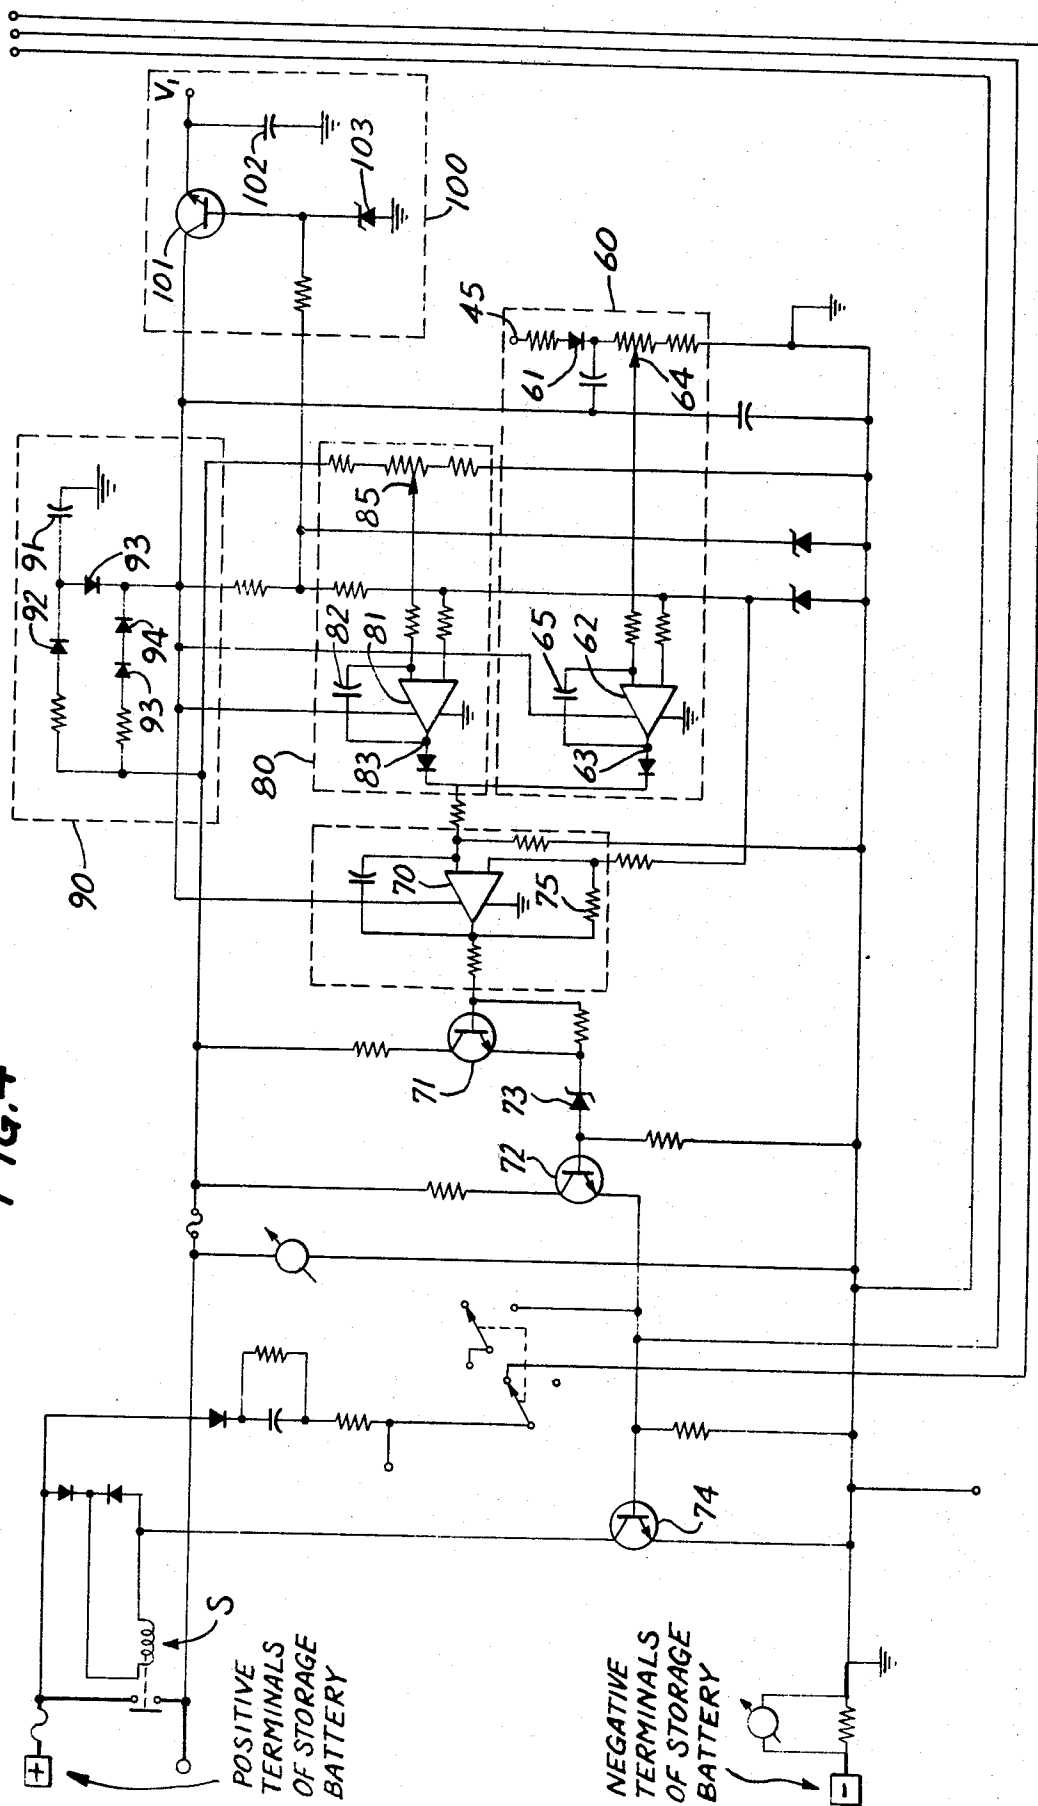 FIG.4
V1
102
103
101
100
60
45
61
64
91
93
92
94
93
85
82
81
65
62
83
63
80
90
70
75
71
73
72
74
S
+
POSITIVE
TERMINALS
OF STORAGE
BATTERY
NEGATIVE
TERMINALS
OF STORAGE
BATTERY
-